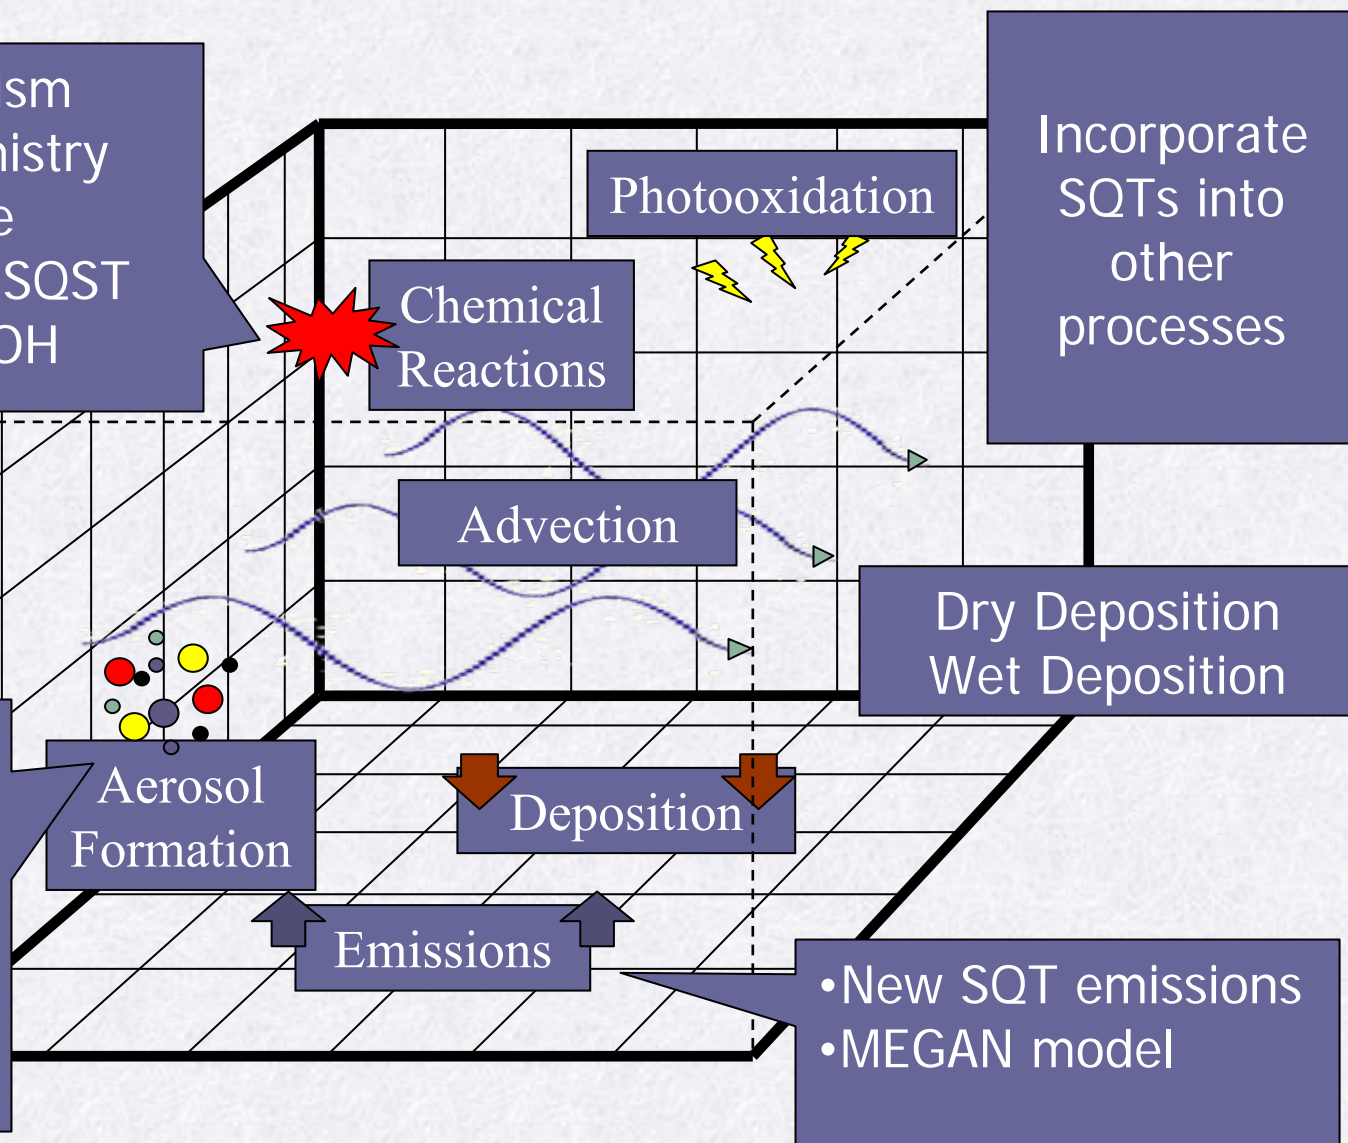 ism
nistry
e
SQST
OH
Incorporate
SQTs into
other
processes
Photooxidation
Chemical
Reactions
Advection
Dry Deposition
Wet Deposition
Aerosol
Formation
Deposition
Emissions
•New SQT emissions
•MEGAN model